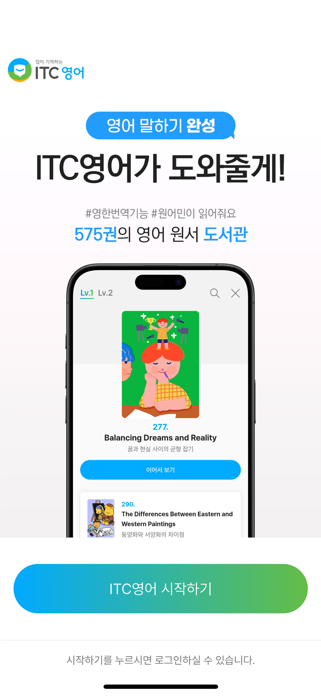 입이 기억하는
ITC 영어
영어 말하기 완성
ITC영어가 도와줄게!
#영한번역기능 #원어민이 읽어줘요
575권의 영어 원서 도서관
Lv.1 Lv.2
277.
Balancing Dreams and Reality
꿈과 현실 사이의 균형 잡기
이어서 보기
290.
The Differences Between Eastern and
Western Paintings
동양화와 서양화의 차이점
ITC영어 시작하기
시작하기를 누르시면 로그인하실 수 있습니다.